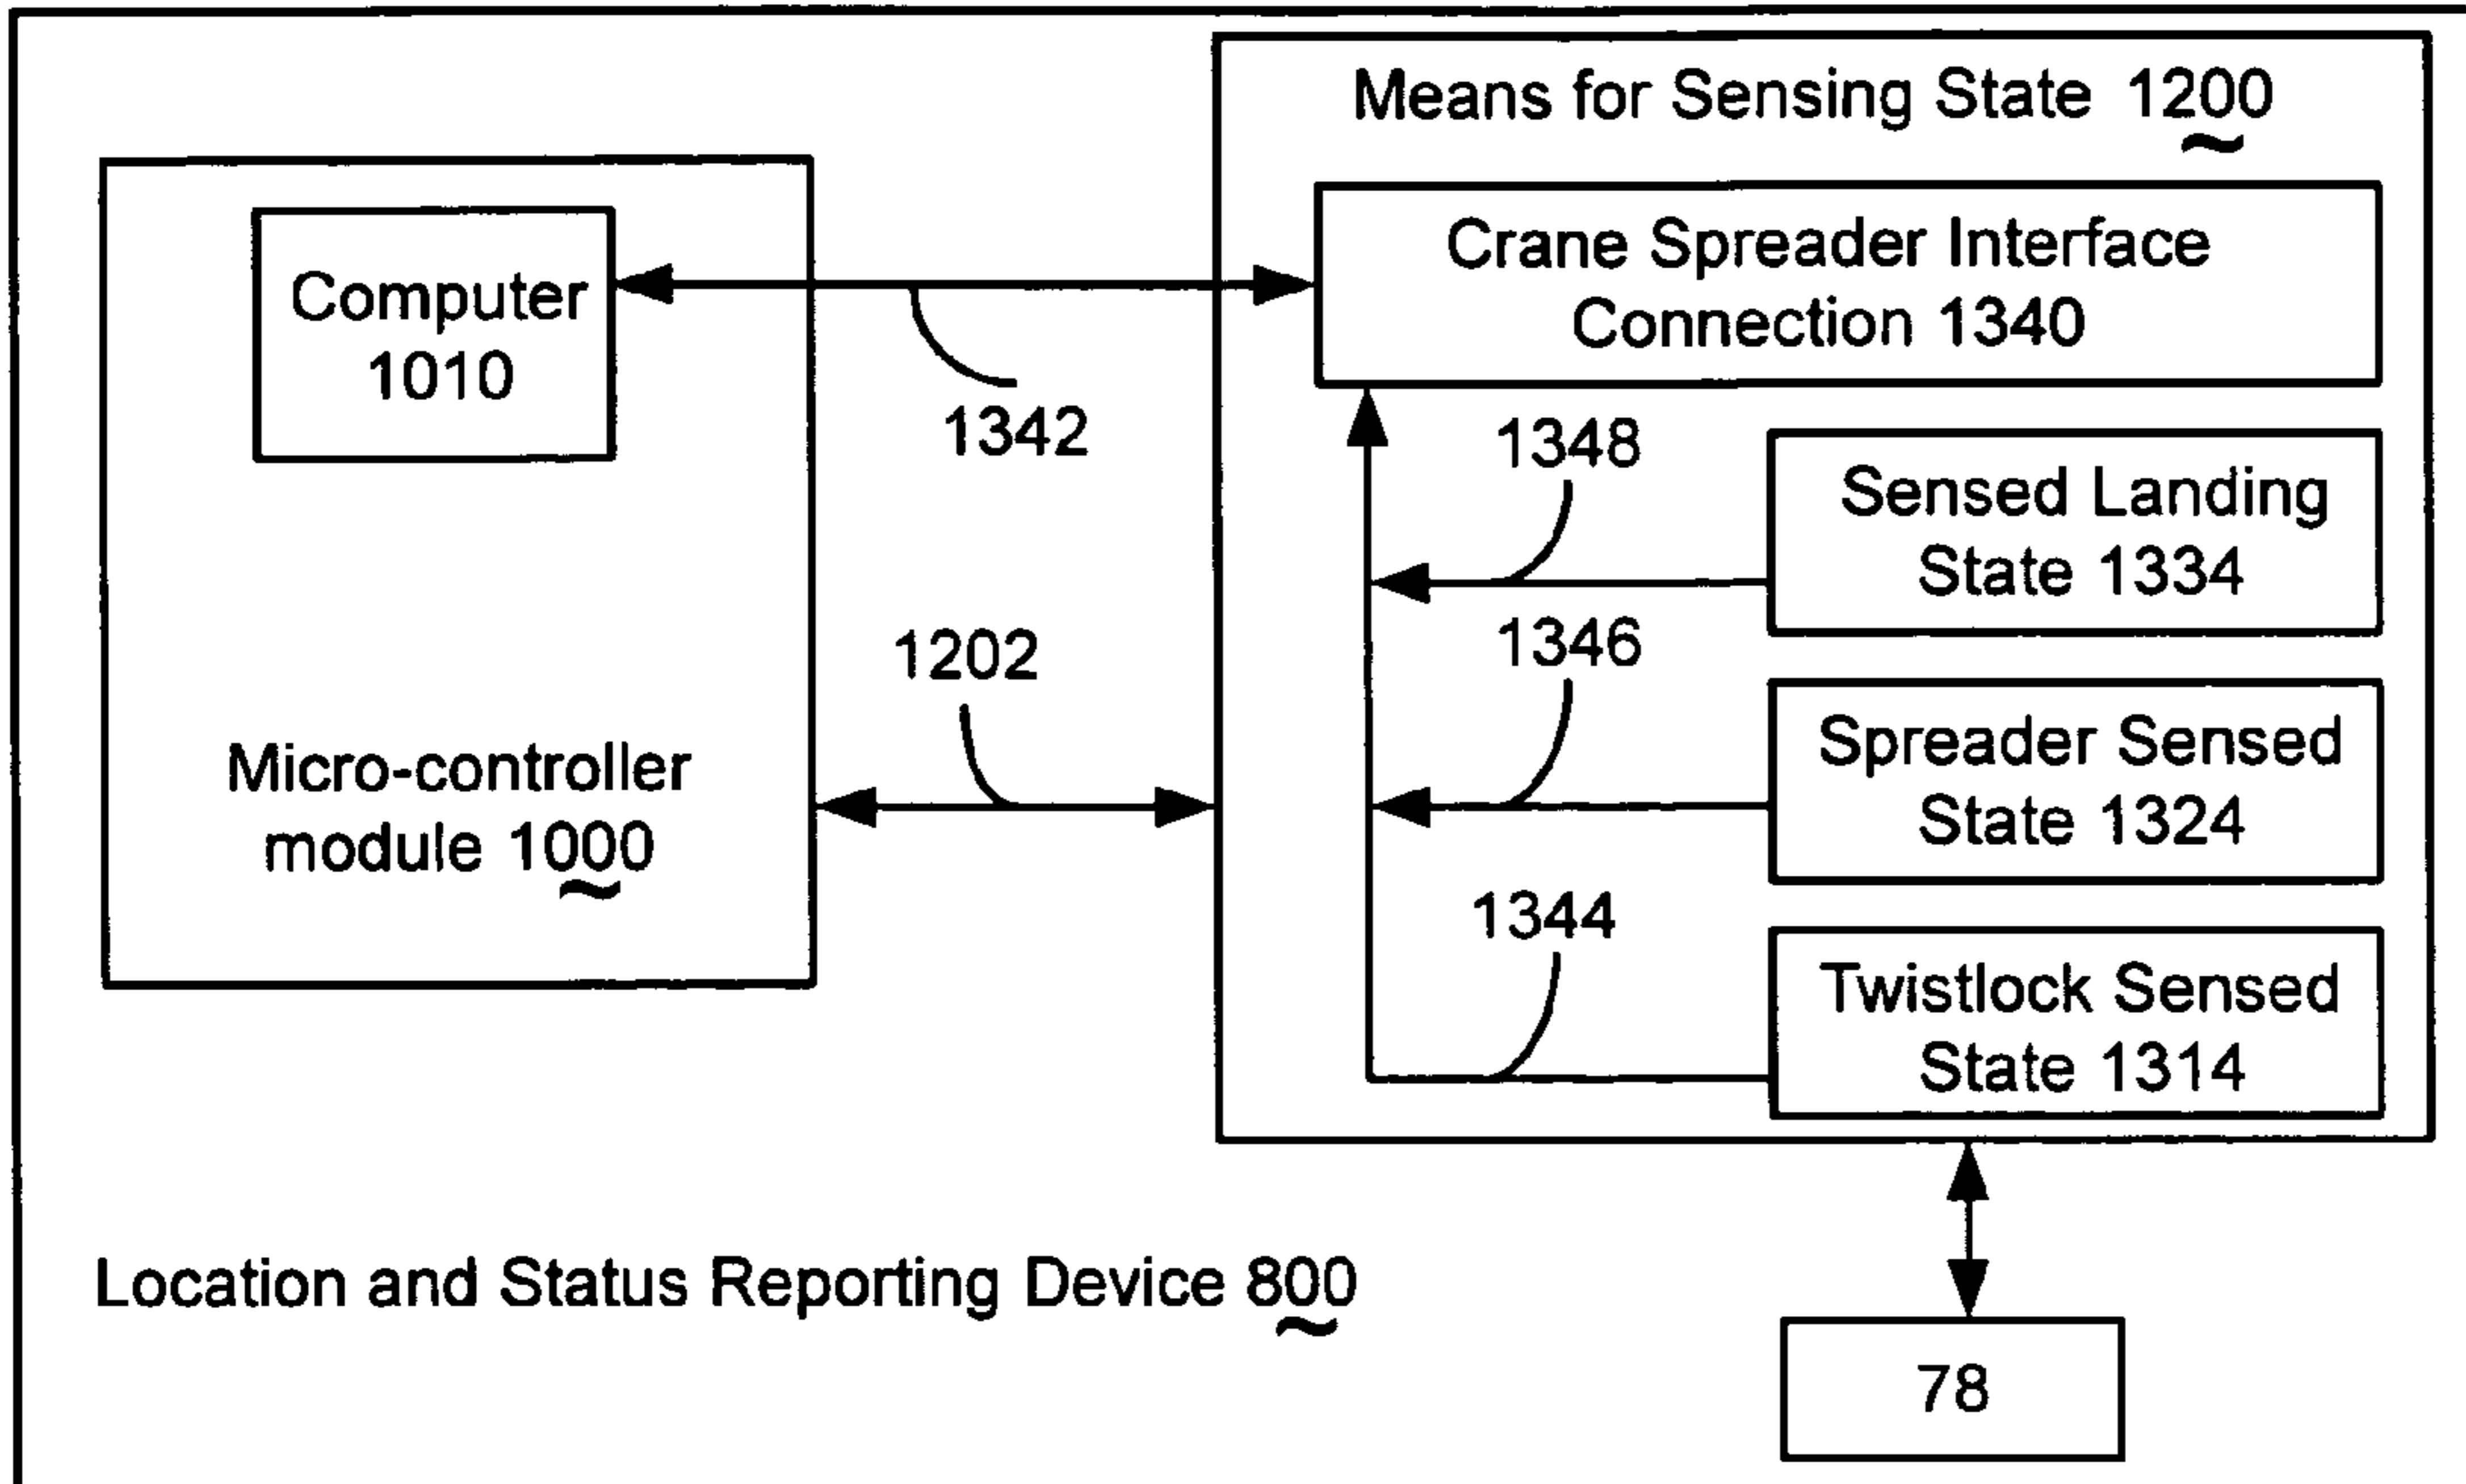 Means for Sensing State 1200
Crane Spreader Interface
Connection 1340
Computer
1010
1342
1348
Sensed Landing
State 1334
1202
1346
Spreader Sensed
State 1324
Micro-controller
module 1000
1344
Twistlock Sensed
State 1314
Location and Status Reporting Device 800
78